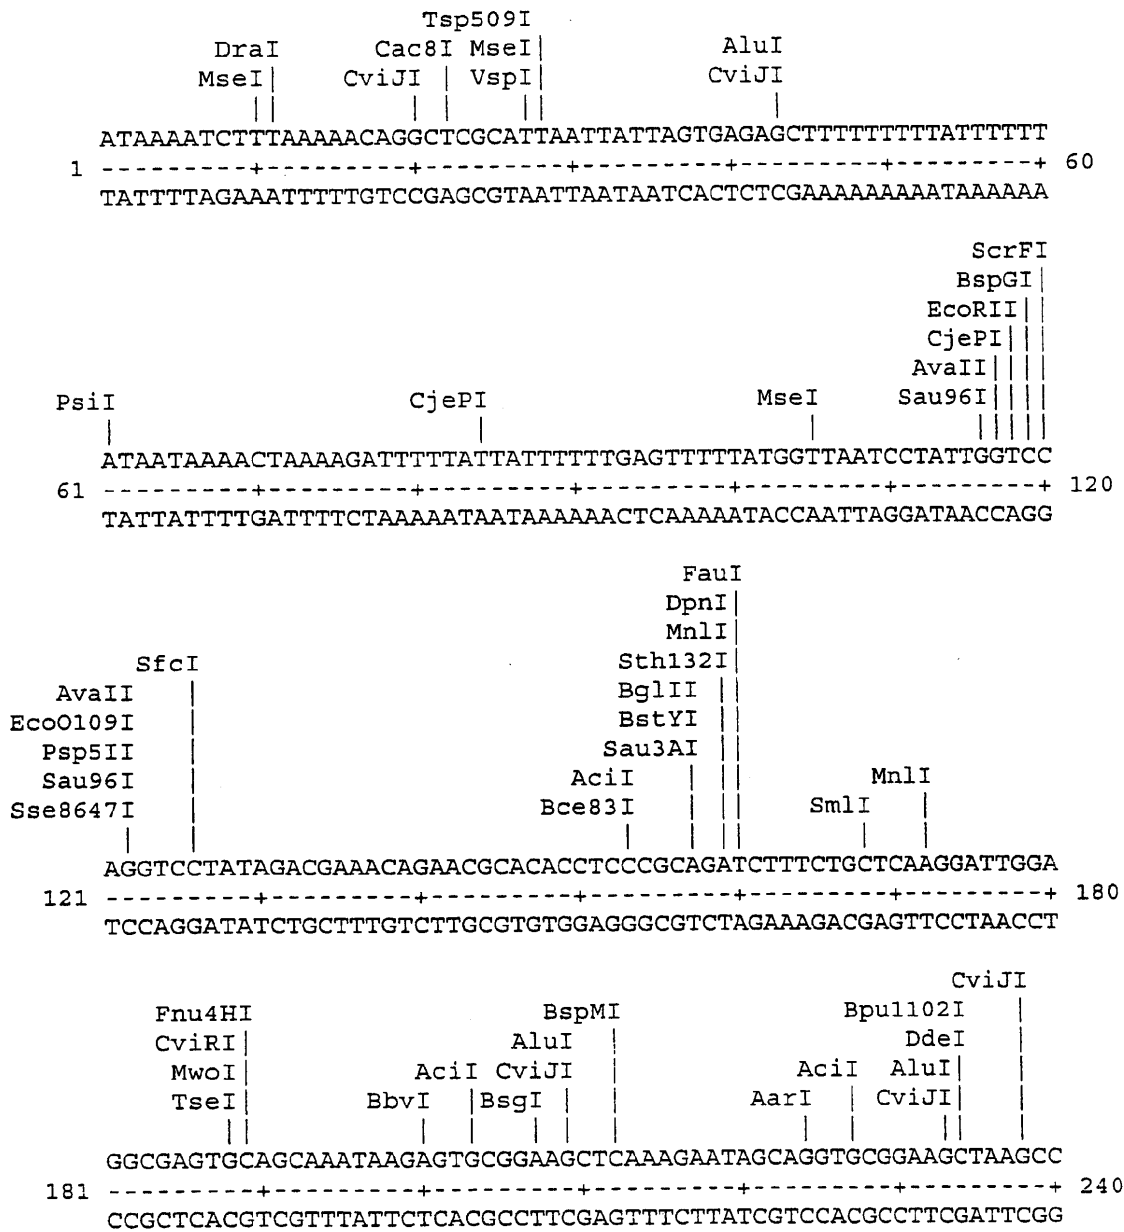 Tsp509I
DraI Cac8I MseI AluI
MseI CviJI VspI CviJI
ATAAAATCTTTAAAAACAGGCTCGCATTAATTATTAGTGAGAGCTTTTTTTTTATTTTTT
1 ---------+---------+---------+---------+---------+---------+ 60
TATTTTAGAAATTTTTGTCCGAGCGTAATTAATAATCACTCTCGAAAAAAAAATAAAAAA
ScrFI
BspGI
EcoRII
CjePI
AvaII
PsiI CjePI MseI Sau96I
ATAATAAAACTAAAAGATTTTTATTATTTTTTGAGTTTTTATGGTTAATCCTATTGGTCC
61 ---------+---------+---------+---------+---------+---------+ 120
TATTATTTTGATTTTCTAAAAATAATAAAAAACTCAAAAATACCAATTAGGATAACCAGG
FauI
DpnI
MnlI
SfcI Sth132I
AvaII BglII
EcoO109I BstYI
Psp5II Sau3AI
Sau96I AciI MnlI
Sse8647I Bce83I SmlI
AGGTCCTATAGACGAAACAGAACGCACACCTCCCGCAGATCTTTCTGCTCAAGGATTGGA
121 ---------+---------+---------+---------+---------+---------+ 180
TCCAGGATATCTGCTTTGTCTTGCGTGTGGAGGGCGTCTAGAAAGACGAGTTCCTAACCT
CviJI
Fnu4HI BspMI Bpu1102I
CviRI AluI DdeI
MwoI AciI CviJI AciI AluI
TseI BbvI BsgI AarI CviJI
GGCGAGTGCAGCAAATAAGAGTGCGGAAGCTCAAAGAATAGCAGGTGCGGAAGCTAAGCC
181 ---------+---------+---------+---------+---------+---------+ 240
CCGCTCACGTCGTTTATTCTCACGCCTTCGAGTTTCTTATCGTCCACGCCTTCGATTCGG